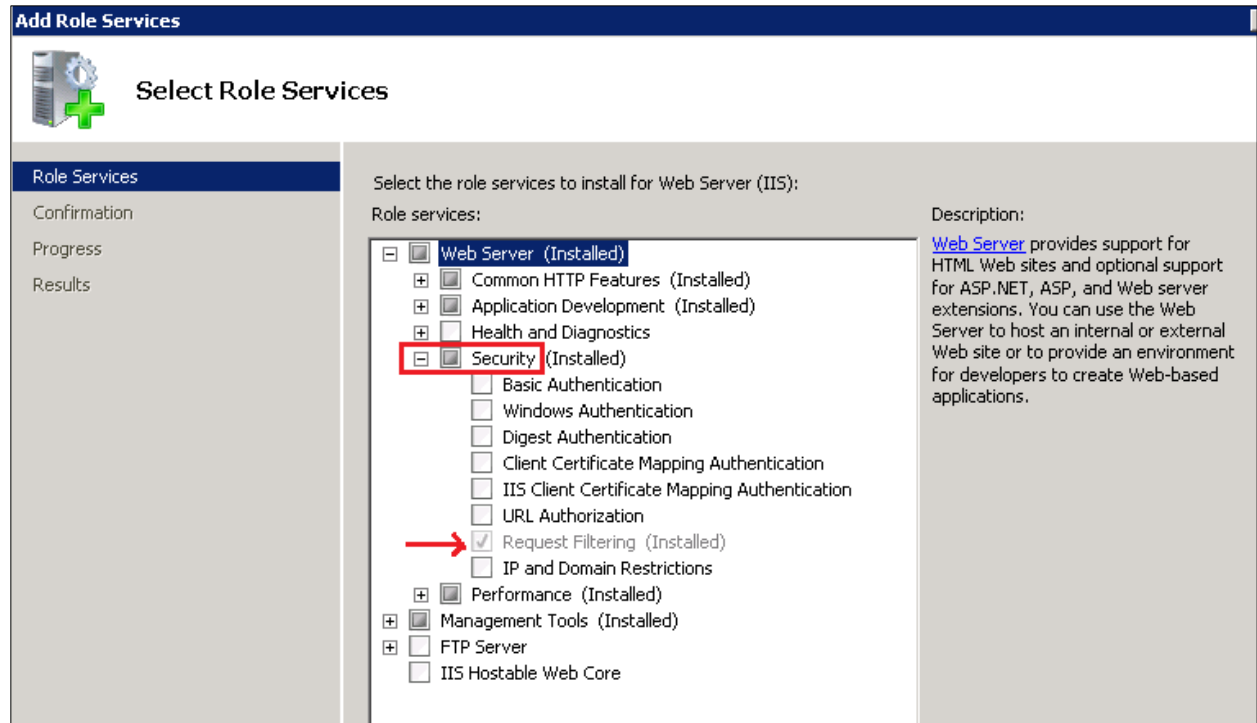 Add Role Services
Select Role Services
Role Services
Confirmation
Progress
Results
Select the role services to install for Web Server (IIS):
Role services:
Web Server (Installed)
Common HTTP Features (Installed)
Application Development (Installed)
Health and Diagnostics
Security (Installed)
Basic Authentication
Windows Authentication
Digest Authentication
Client Certificate Mapping Authentication
IIS Client Certificate Mapping Authentication
URL Authorization
Request Filtering (Installed)
IP and Domain Restrictions
Performance (Installed)
Management Tools (Installed)
FTP Server
IIS Hostable Web Core
Description:
Web Server provides support for
HTML Web sites and optional support
for ASP.NET, ASP, and Web server
extensions. You can use the Web
Server to host an internal or external
Web site or to provide an environment
for developers to create Web-based
applications.